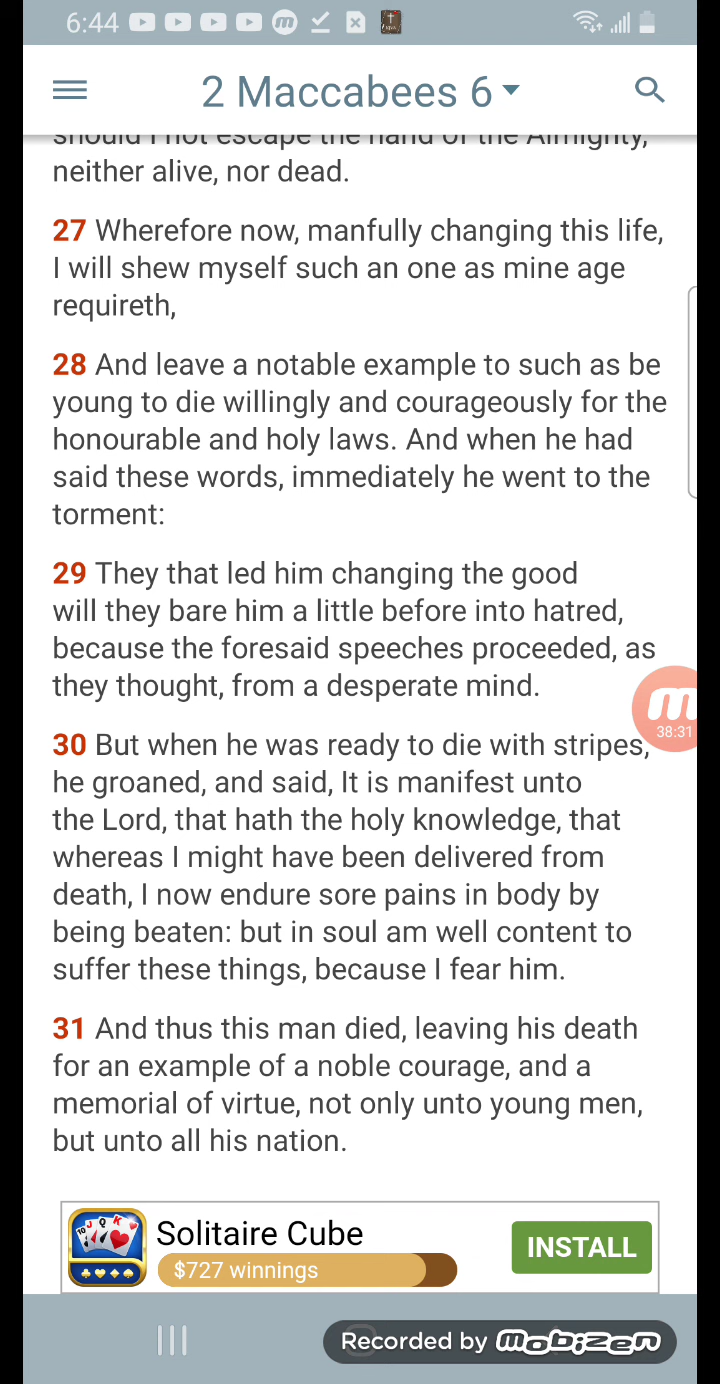 6:44
2 Maccabees 6
should I not escape the hand of the Almighty,
neither alive, nor dead.
27 Wherefore now, manfully changing this life,
I will shew myself such an one as mine age
requireth,
28 And leave a notable example to such as be
young to die willingly and courageously for the
honourable and holy laws. And when he had
said these words, immediately he went to the
torment:
29 They that led him changing the good
will they bare him a little before into hatred,
because the foresaid speeches proceeded, as
they thought, from a desperate mind.
m
38:31
30 But when he was ready to die with stripes,
he groaned, and said, It is manifest unto
the Lord, that hath the holy knowledge, that
whereas I might have been delivered from
death, I now endure sore pains in body by
being beaten: but in soul am well content to
suffer these things, because I fear him.
31 And thus this man died, leaving his death
for an example of a noble courage, and a
memorial of virtue, not only unto young men,
but unto all his nation.
10 J Q K
Solitaire Cube
$727 winnings
INSTALL
Recorded by mobizen